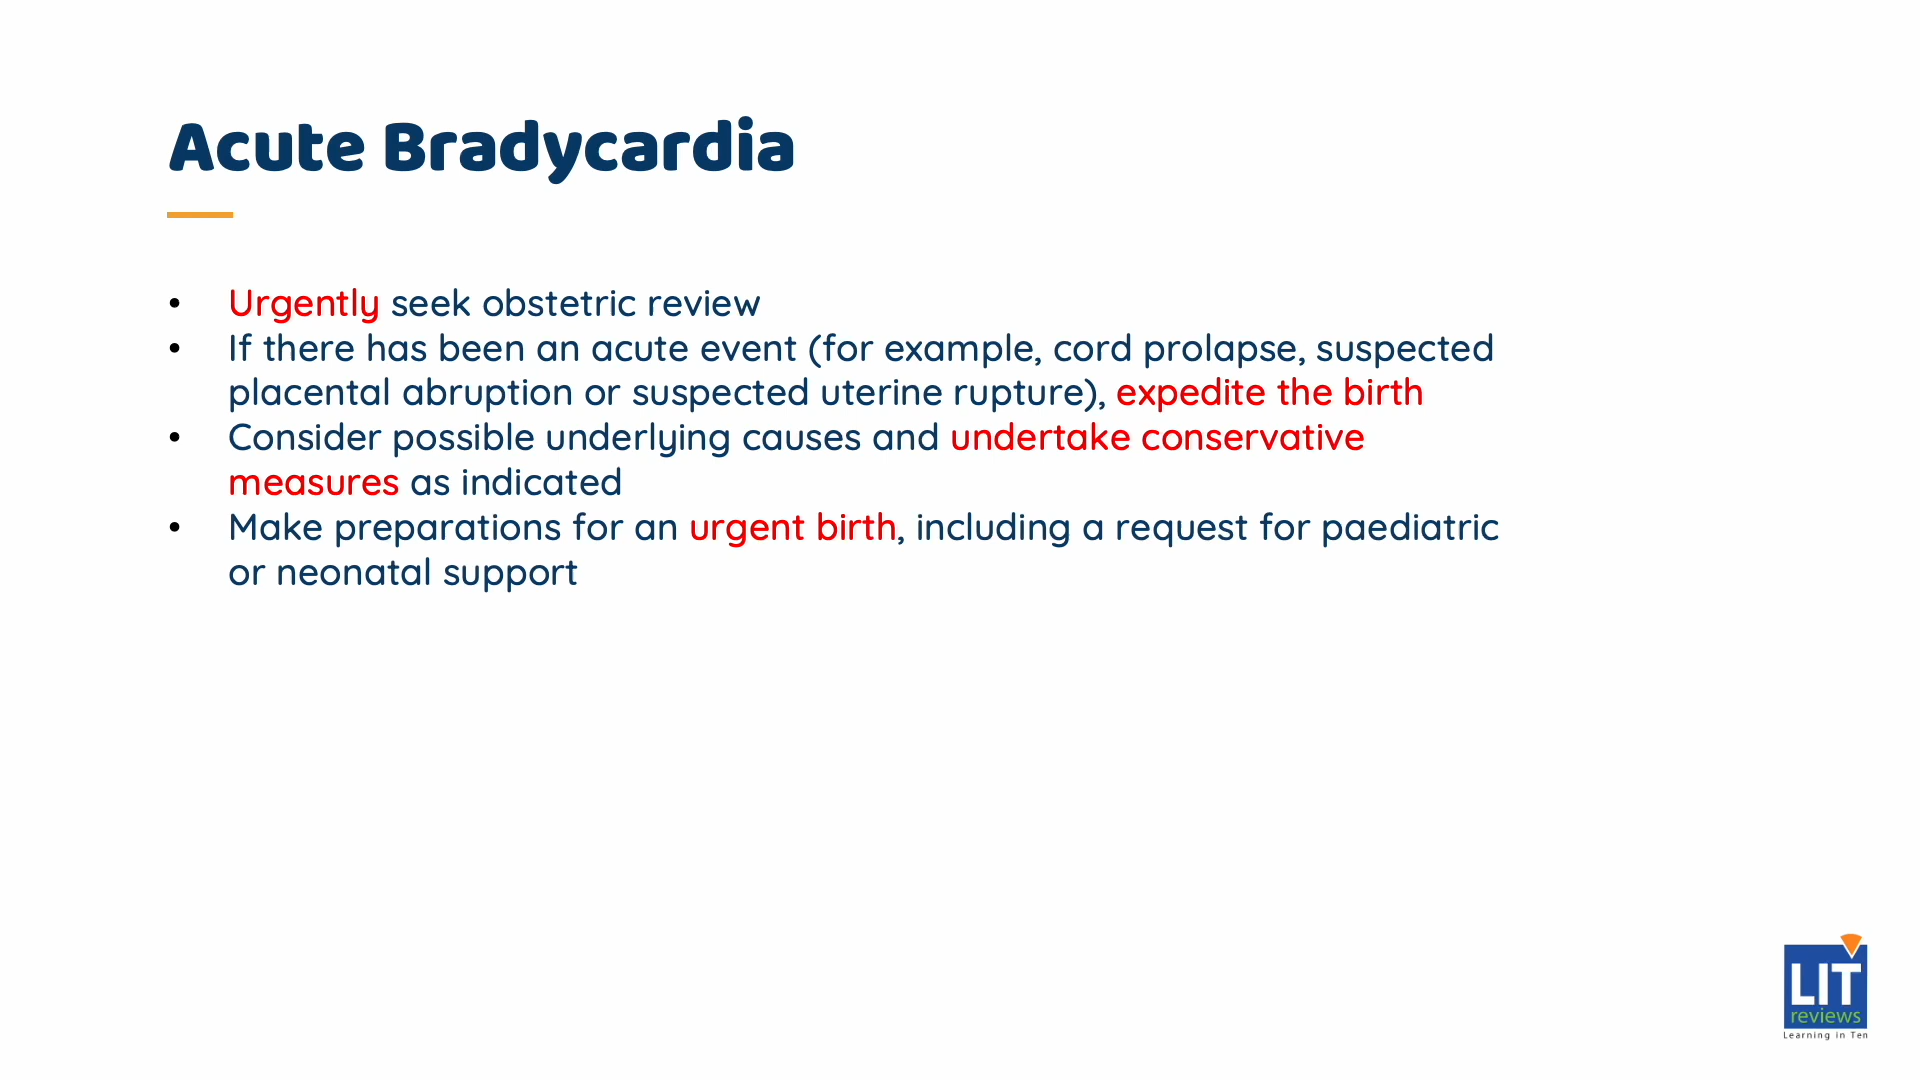 Acute Bradycardia
• Urgently seek obstetric review
• If there has been an acute event (for example, cord prolapse, suspected
placental abruption or suspected uterine rupture), expedite the birth
• Consider possible underlying causes and undertake conservative
measures as indicated
• Make preparations for an urgent birth, including a request for paediatric
or neonatal support
LIT
reviews
Learning in Ten